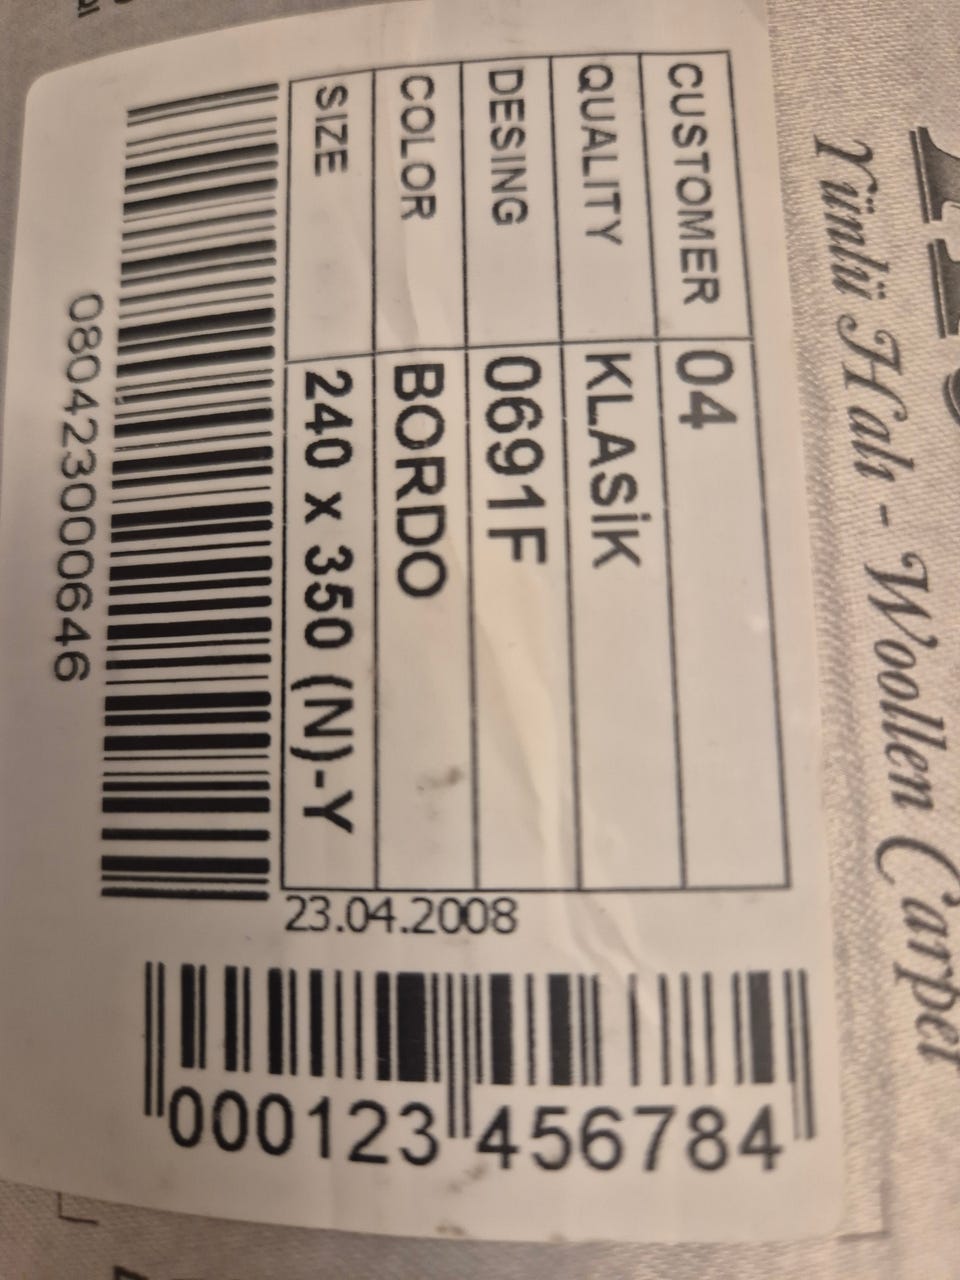 Yünlü Halı - Woollen Carpet
CUSTOMER 04
QUALITY KLASİK
DESING 0691F
COLOR BORDO
SIZE 240 x 350 (N)-Y
0804230000646
23.04.2008
000123 456784